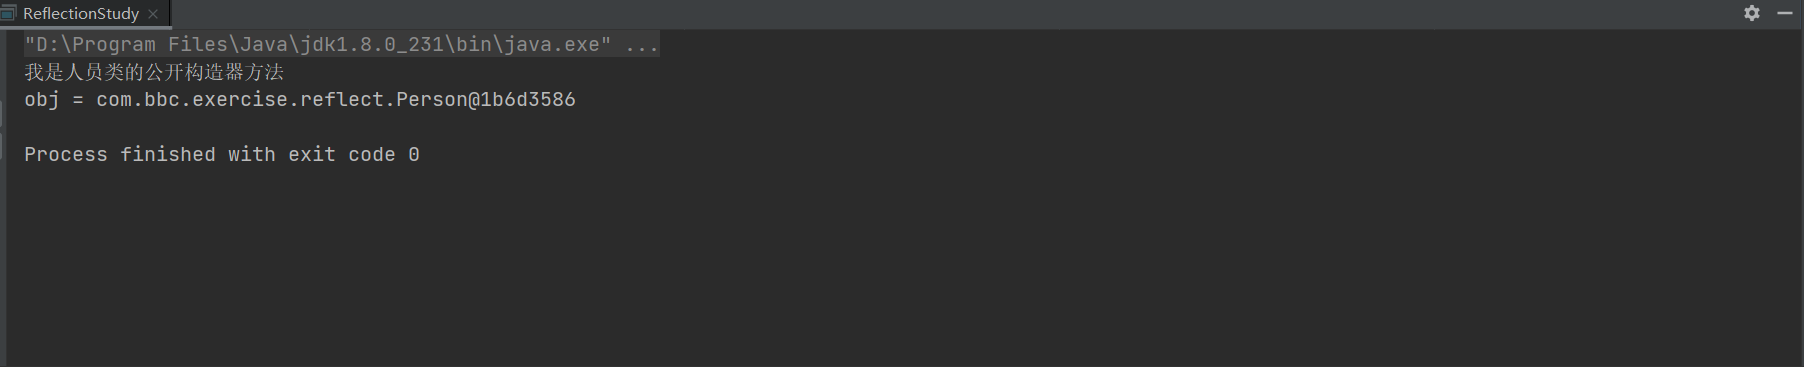 ReflectionStudy
"D:\Program Files\Java\jdk1.8.0_231\bin\java.exe" ...
我是人员类的公开构造器方法
obj = com.bbc.exercise.reflect.Person@1b6d3586
Process finished with exit code 0